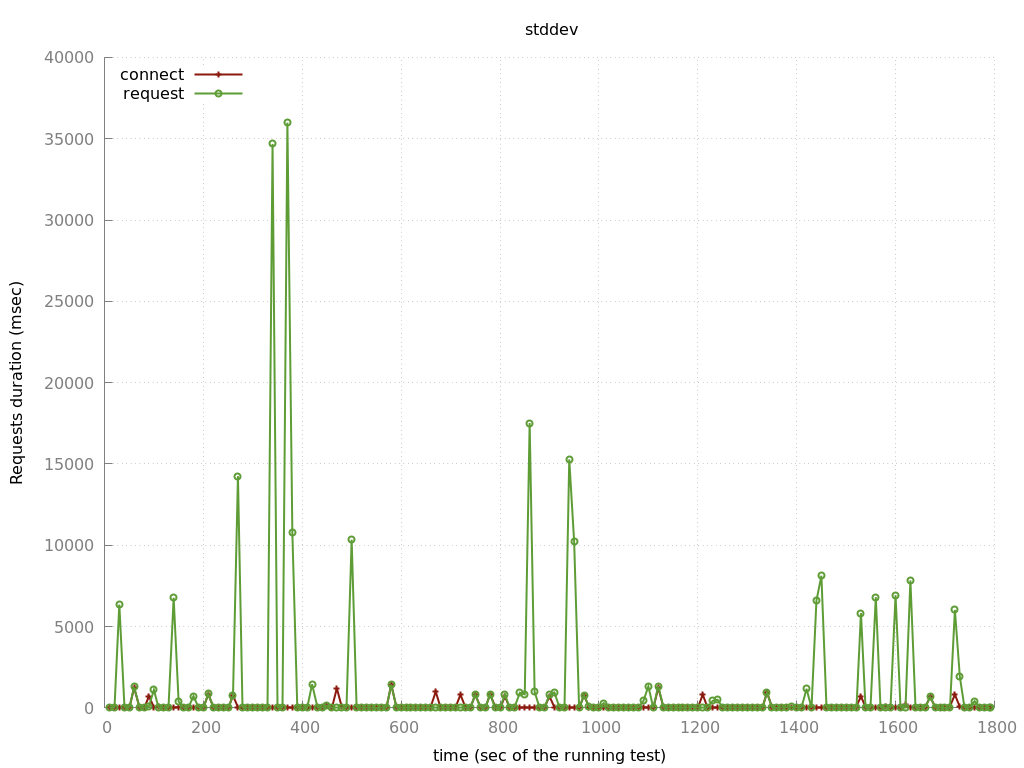 stddev
connect
request
40000
35000
30000
25000
20000
15000
10000
5000
0
Requests duration (msec)
0 200 400 600 800 1000 1200 1400 1600 1800
time (sec of the running test)